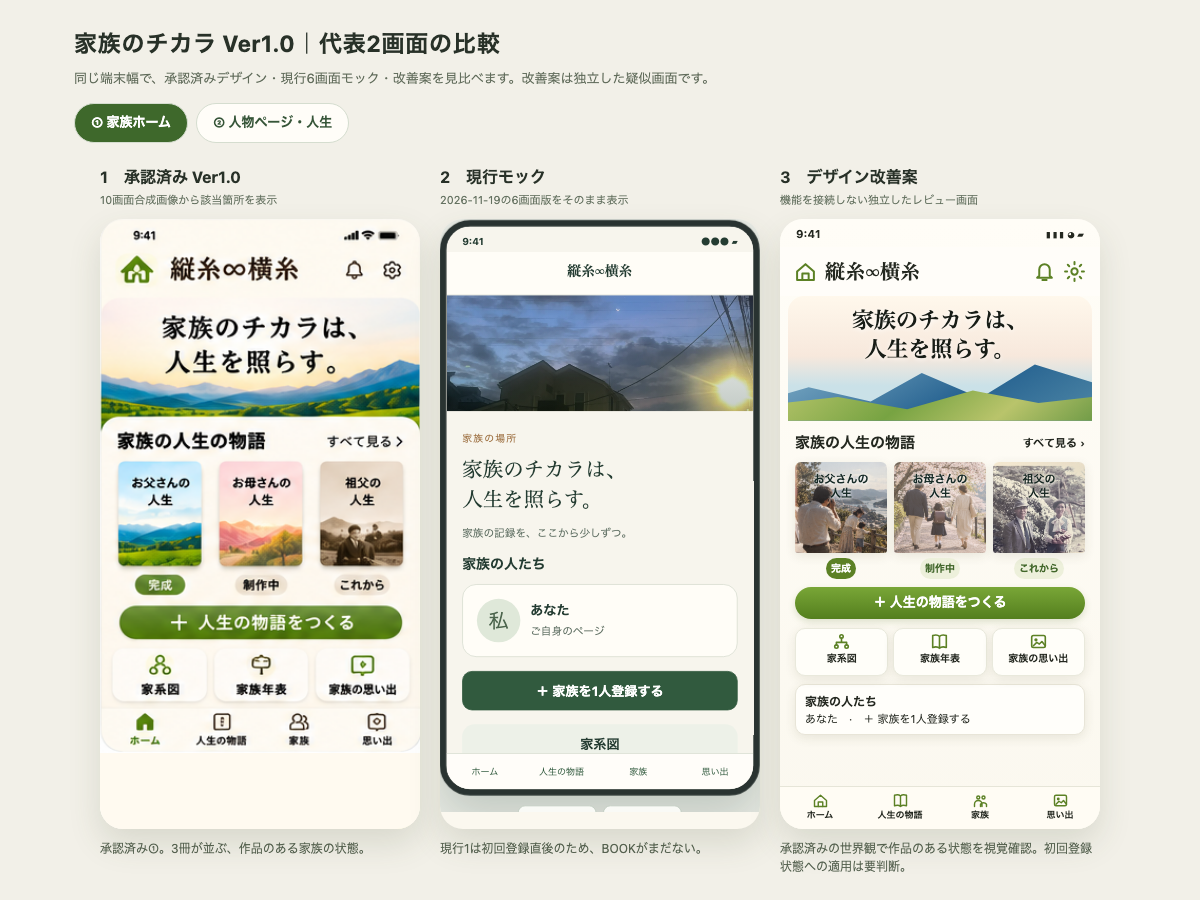 家族のチカラ Ver1.0｜代表2画面の比較
同じ端末幅で、承認済みデザイン・現行6画面モック・改善案を見比べます。改善案は独立した疑似画面です。
① 家族ホーム
② 人物ページ・人生
1 承認済み Ver1.0
10画面合成画像から該当箇所を表示
9:41
縦糸∞横糸
家族のチカラは、
人生を照らす。
家族の人生の物語
すべて見る >
お父さんの
人生
お母さんの
人生
祖父の
人生
完成
制作中
これから
＋ 人生の物語をつくる
家系図
家族年表
家族の思い出
ホーム
人生の物語
家族
思い出
承認済み①。3冊が並ぶ、作品のある家族の状態。
2 現行モック
2026-11-19の6画面版をそのまま表示
9:41
縦糸∞横糸
家族の場所
家族のチカラは、
人生を照らす。
家族の記録を、ここから少しずつ。
家族の人たち
私
あなた
ご自身のページ
＋ 家族を1人登録する
家系図
ホーム
人生の物語
家族
思い出
現行1は初回登録直後のため、BOOKがまだない。
3 デザイン改善案
機能を接続しない独立したレビュー画面
9:41
縦糸∞横糸
家族のチカラは、
人生を照らす。
家族の人生の物語
すべて見る ›
お父さんの
人生
お母さんの
人生
祖父の
人生
完成
制作中
これから
＋ 人生の物語をつくる
家系図
家族年表
家族の思い出
家族の人たち
あなた ・ ＋ 家族を1人登録する
ホーム
人生の物語
家族
思い出
承認済みの世界観で作品のある状態を視覚確認。初回登録
状態への適用は要判断。